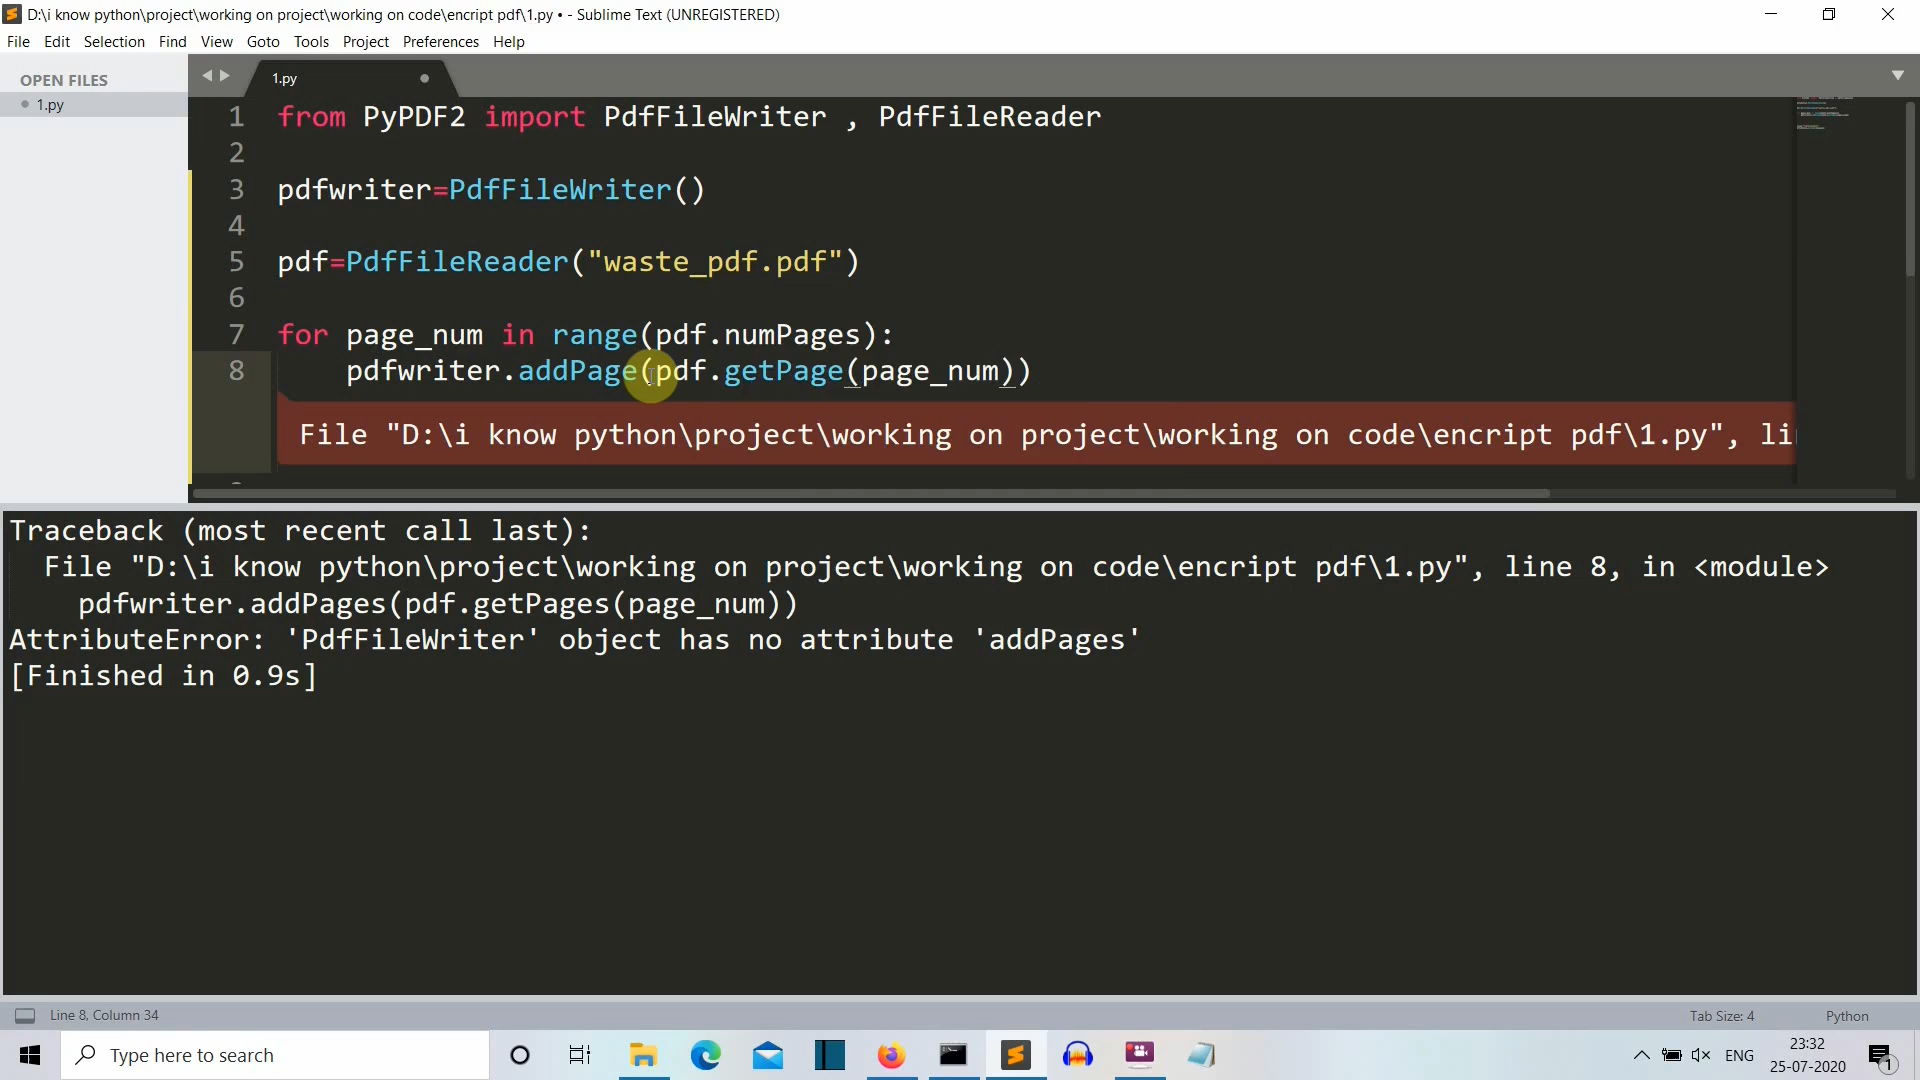 D:\i know python\project\working on project\working on code\encript pdf\1.py • - Sublime Text (UNREGISTERED)
File Edit Selection Find View Goto Tools Project Preferences Help
OPEN FILES
1.py
1.py
1 from PyPDF2 import PdfFileWriter , PdfFileReader
2
3 pdfwriter=PdfFileWriter()
4
5 pdf=PdfFileReader("waste_pdf.pdf")
6
7 for page_num in range(pdf.numPages):
8 pdfwriter.addPage(pdf.getPage(page_num))
File "D:\i know python\project\working on project\working on code\encript pdf\1.py", li
Traceback (most recent call last):
File "D:\i know python\project\working on project\working on code\encript pdf\1.py", line 8, in <module>
pdfwriter.addPages(pdf.getPages(page_num))
AttributeError: 'PdfFileWriter' object has no attribute 'addPages'
[Finished in 0.9s]
Line 8, Column 34
Tab Size: 4
Python
Type here to search
ENG
23:32
25-07-2020
1